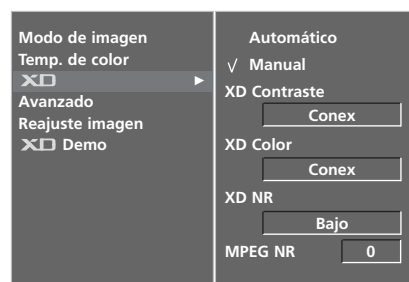 Modo de imagen
Temp. de color
XD
Avanzado
Reajuste imagen
XD Demo
Automático
√ Manual
XD Contraste
Conex
XD Color
Conex
XD NR
Bajo
MPEG NR 0